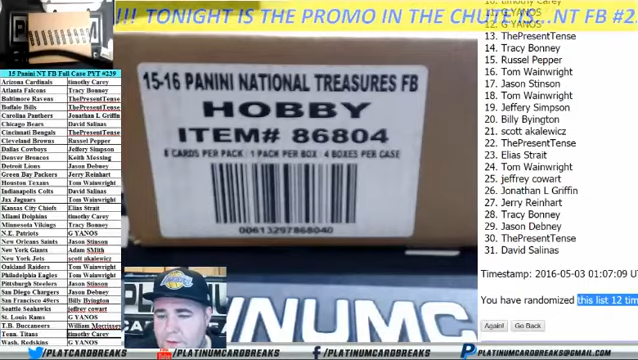 !!! TONIGHT IS THE PROMO IN THE CHUTE IS...NT FB #2
15 Panini NT FB Full Case PYT #239
Arizona Cardinals timothy Carey
Atlanta Falcons Tracy Bonney
Baltimore Ravens ThePresentTense
Buffalo Bills ThePresentTense
Carolina Panthers Jonathan L Griffin
Chicago Bears David Salinas
Cincinnati Bengals ThePresentTense
Cleveland Browns Russel Pepper
Dallas Cowboys Jeffery Simpson
Denver Broncos Keith Messing
Detroit Lions Jason Debney
Green Bay Packers Jerry Reinhart
Houston Texans Tom Wainwright
Indianapolis Colts David Salinas
Jax Jaguars Tom Wainwright
Kansas City Chiefs Elias Strait
Miami Dolphins timothy Carey
Minnesota Vikings Tracy Bonney
N.E. Patriots G YANOS
New Orleans Saints Jason Stinson
New York Giants Adam SMith
New York Jets scott akalewicz
Oakland Raiders Tom Wainwright
Philadelphia Eagles Tom Wainwright
Pittsburgh Steelers Jason Stinson
San Diego Chargers Jason Debney
San Francisco 49ers Billy Byington
Seattle Seahawks jeffrey cowart
St. Louis Rams G YANOS
T.B. Buccaneers William Morrissey
Tenn. Titans timothy Carey
Wash. Redskins G YANOS
15-16 PANINI NATIONAL TREASURES FB
HOBBY
ITEM# 86804
8 CARDS PER PACK | 1 PACK PER BOX | 4 BOXES PER CASE
00613297868040
12. G YANOS
13. ThePresentTense
14. Tracy Bonney
15. Russel Pepper
16. Tom Wainwright
17. Jason Stinson
18. Tom Wainwright
19. Jeffery Simpson
20. Billy Byington
21. scott akalewicz
22. ThePresentTense
23. Elias Strait
24. Tom Wainwright
25. jeffrey cowart
26. Jonathan L Griffin
27. Jerry Reinhart
28. Tracy Bonney
29. Jason Debney
30. ThePresentTense
31. David Salinas
Timestamp: 2016-05-03 01:07:09 U
You have randomized this list 12 tim
Again! Go Back
/PLATCARDBREAKS @PLATINUMCARDBREAKS /PLATINUMCARDBREAKS